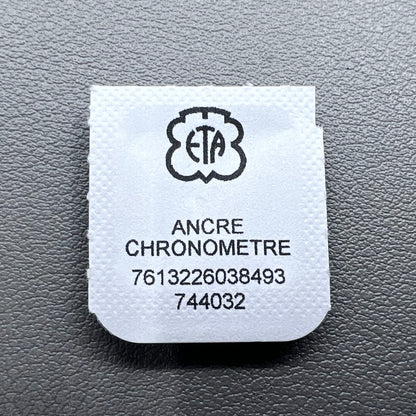 ETA
ANCRE
CHRONOMETRE
7613226038493
744032